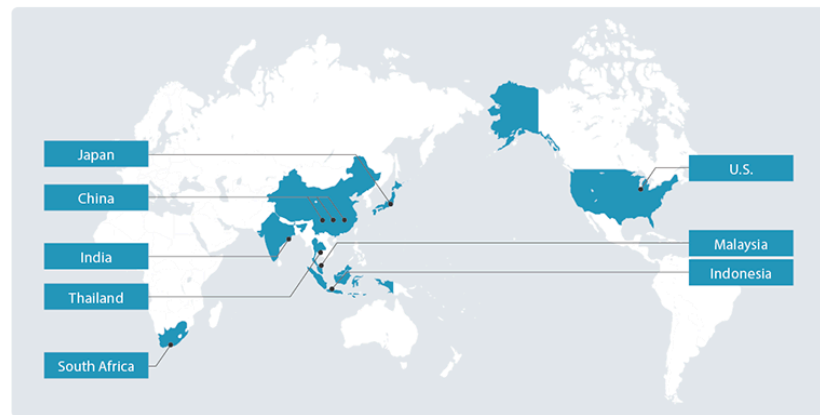 Japan
China
India
Thailand
South Africa
U.S.
Malaysia
Indonesia